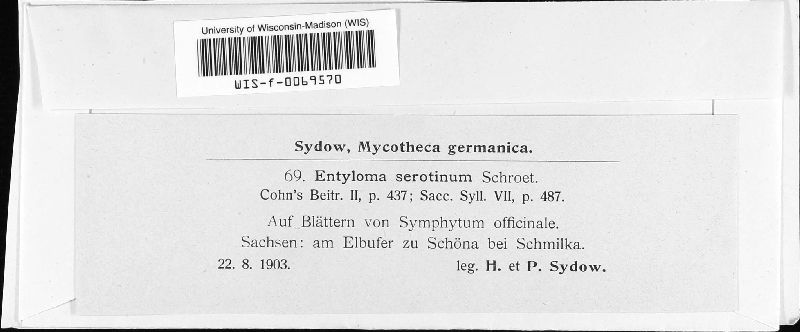 University of Wisconsin-Madison (WIS)
WIS-f-0069570
Sydow, Mycotheca germanica.
69. Entyloma serotinum Schroet.
Cohn's Beitr. II, p. 437; Sacc. Syll. VII, p. 487.
Auf Blättern von Symphytum officinale.
Sachsen: am Elbufer zu Schöna bei Schmilka.
22. 8. 1903. leg. H. et P. Sydow.